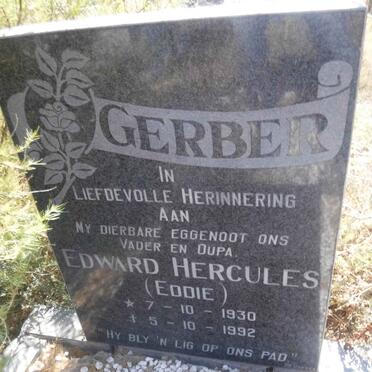 GERBER
IN
LIEFDEVOLLE HERINNERING
AAN
MY DIERBARE EGGENOOT ONS
VADER EN OUPA
EDWARD HERCULES
(EDDIE)
* 7 - 10 - 1930
† 5 - 10 - 1992
"HY BLY 'N LIG OP ONS PAD"